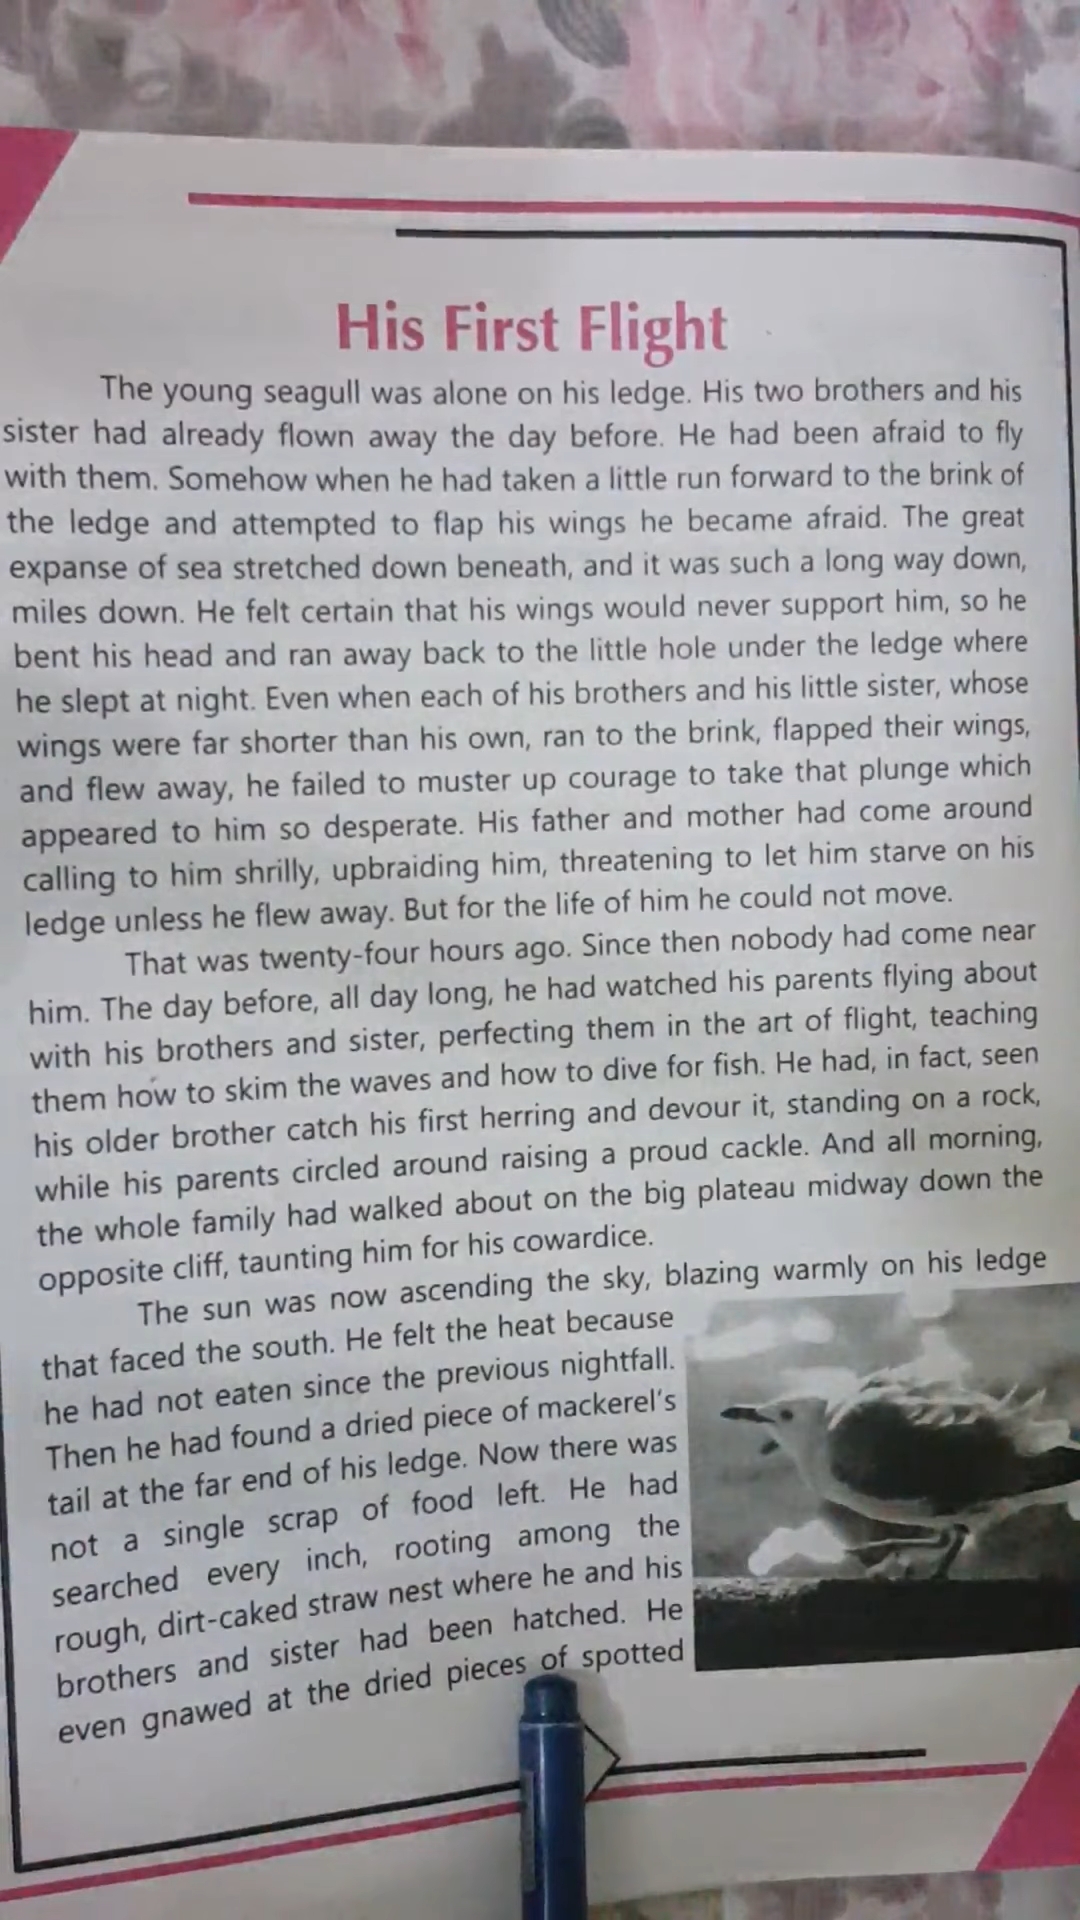 His First Flight
The young seagull was alone on his ledge. His two brothers and his
sister had already flown away the day before. He had been afraid to fly
with them. Somehow when he had taken a little run forward to the brink of
the ledge and attempted to flap his wings he became afraid. The great
expanse of sea stretched down beneath, and it was such a long way down,
miles down. He felt certain that his wings would never support him, so he
bent his head and ran away back to the little hole under the ledge where
he slept at night. Even when each of his brothers and his little sister, whose
wings were far shorter than his own, ran to the brink, flapped their wings,
and flew away, he failed to muster up courage to take that plunge which
appeared to him so desperate. His father and mother had come around
calling to him shrilly, upbraiding him, threatening to let him starve on his
ledge unless he flew away. But for the life of him he could not move.
That was twenty-four hours ago. Since then nobody had come near
him. The day before, all day long, he had watched his parents flying about
with his brothers and sister, perfecting them in the art of flight, teaching
them how to skim the waves and how to dive for fish. He had, in fact, seen
his older brother catch his first herring and devour it, standing on a rock,
while his parents circled around raising a proud cackle. And all morning,
the whole family had walked about on the big plateau midway down the
opposite cliff, taunting him for his cowardice.
The sun was now ascending the sky, blazing warmly on his ledge
that faced the south. He felt the heat because
he had not eaten since the previous nightfall.
Then he had found a dried piece of mackerel's
tail at the far end of his ledge. Now there was
not a single scrap of food left. He had
searched every inch, rooting among the
rough, dirt-caked straw nest where he and his
brothers and sister had been hatched. He
even gnawed at the dried pieces of spotted